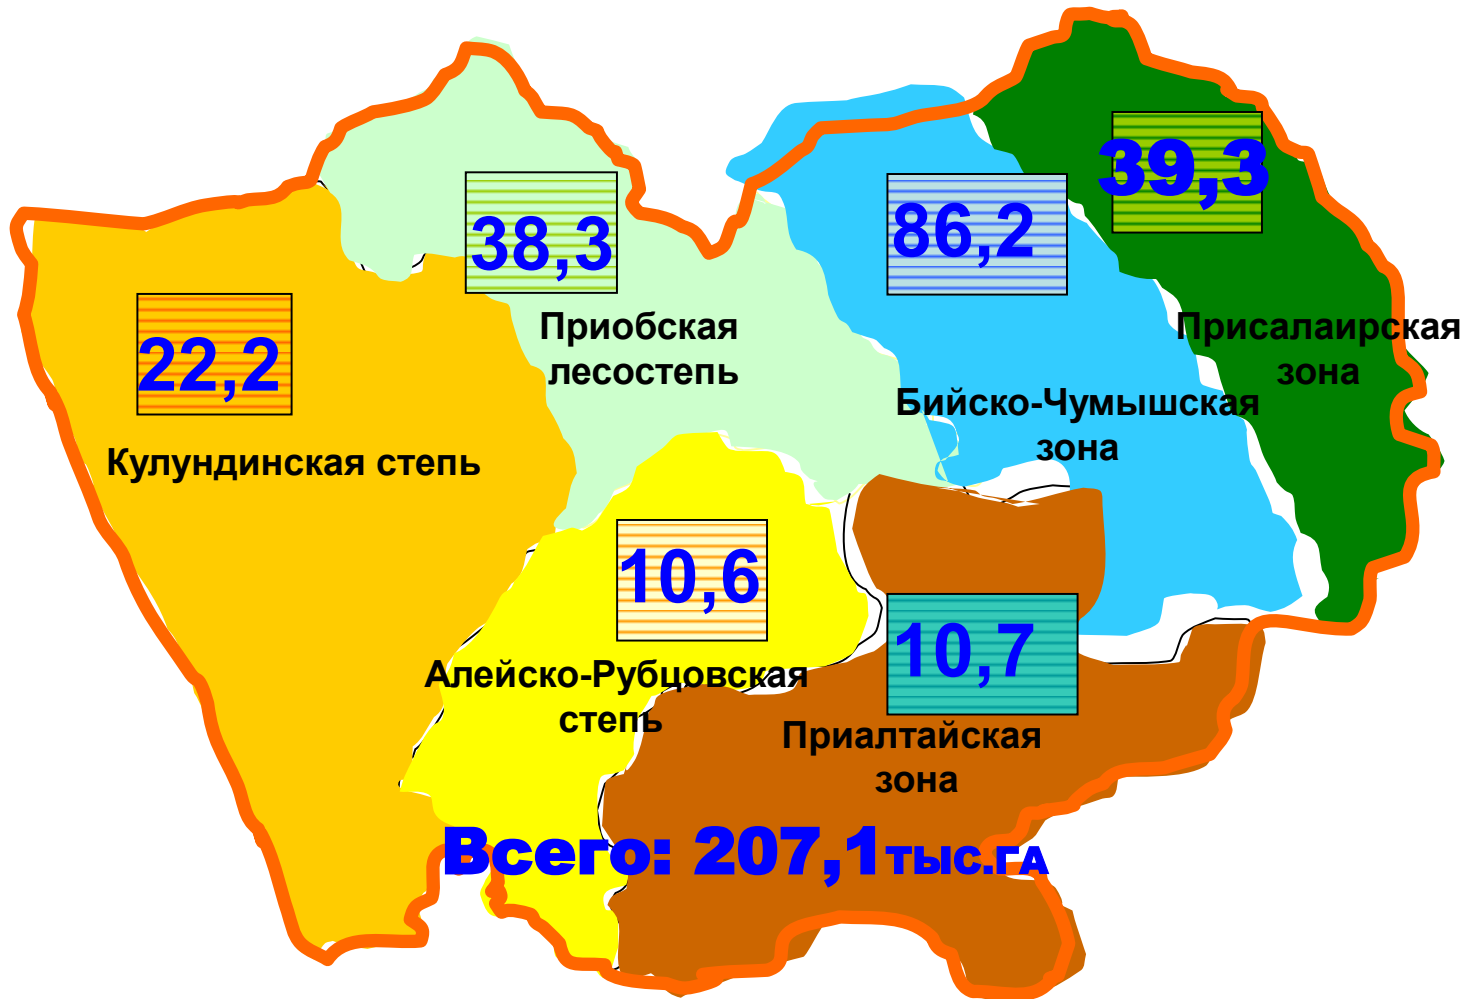 39,3
86,2
38,3
Приобская
лесостепь
Присалаирская
зона
22,2
Бийско-Чумышская
зона
Кулундинская степь
10,6
10,7
Алейско-Рубцовская
степь
Приалтайская
зона
Всего: 207,1тыс.га